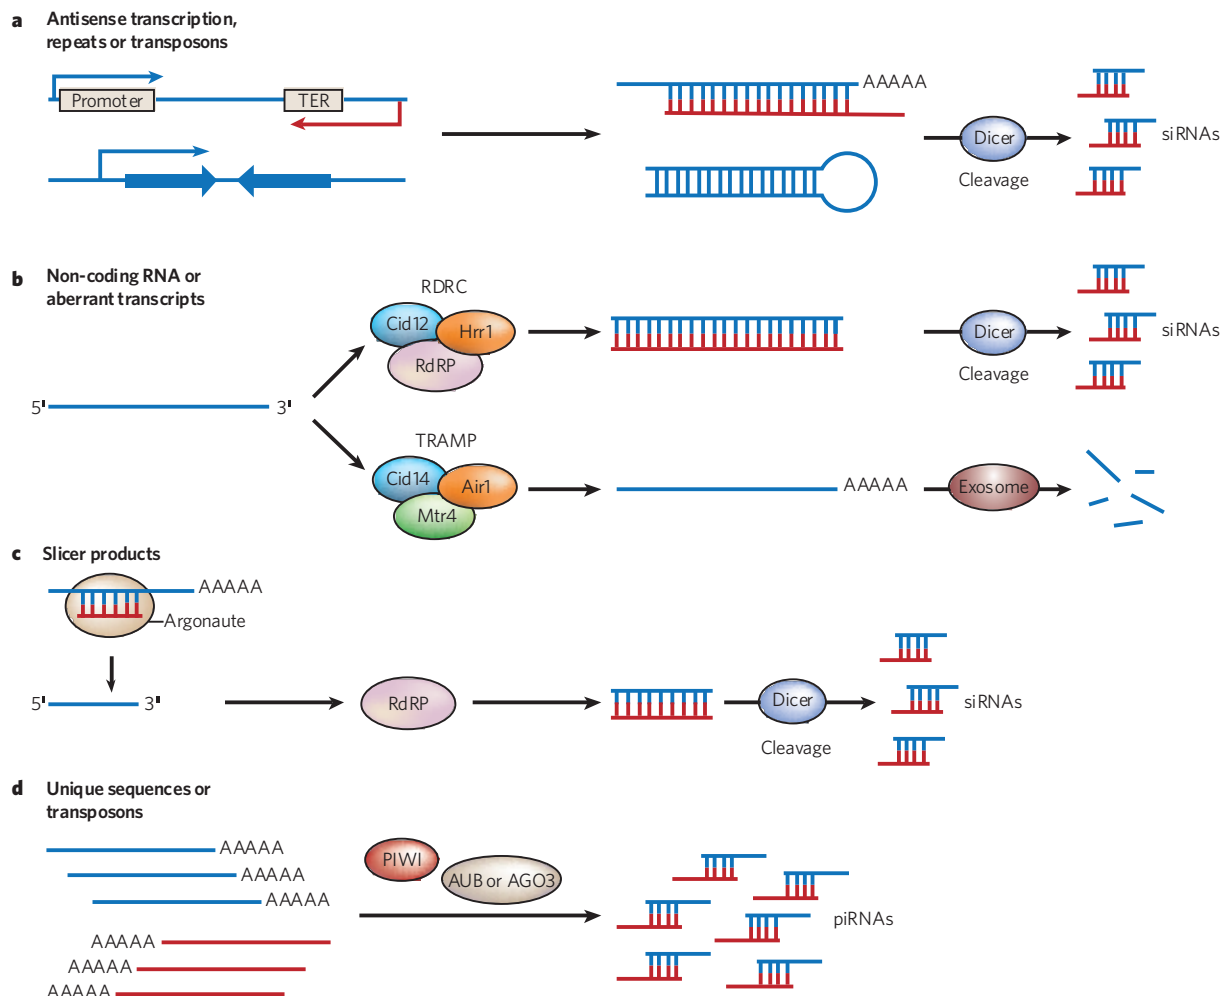 a Antisense transcription,
repeats or transposons
Promoter TER
AAAAA
Dicer
Cleavage
siRNAs
b Non-coding RNA or
aberrant transcripts
RDRC
Cid12 Hrr1
RdRP
Dicer
Cleavage
siRNAs
5' 3'
TRAMP
Cid14 Air1
Mtr4
AAAAA
Exosome
c Slicer products
AAAAA
Argonaute
5' 3'
RdRP
Dicer
Cleavage
siRNAs
d Unique sequences or
transposons
AAAAA
AAAAA
AAAAA
AAAAA
AAAAA
AAAAA
PIWI
AUB or AGO3
piRNAs